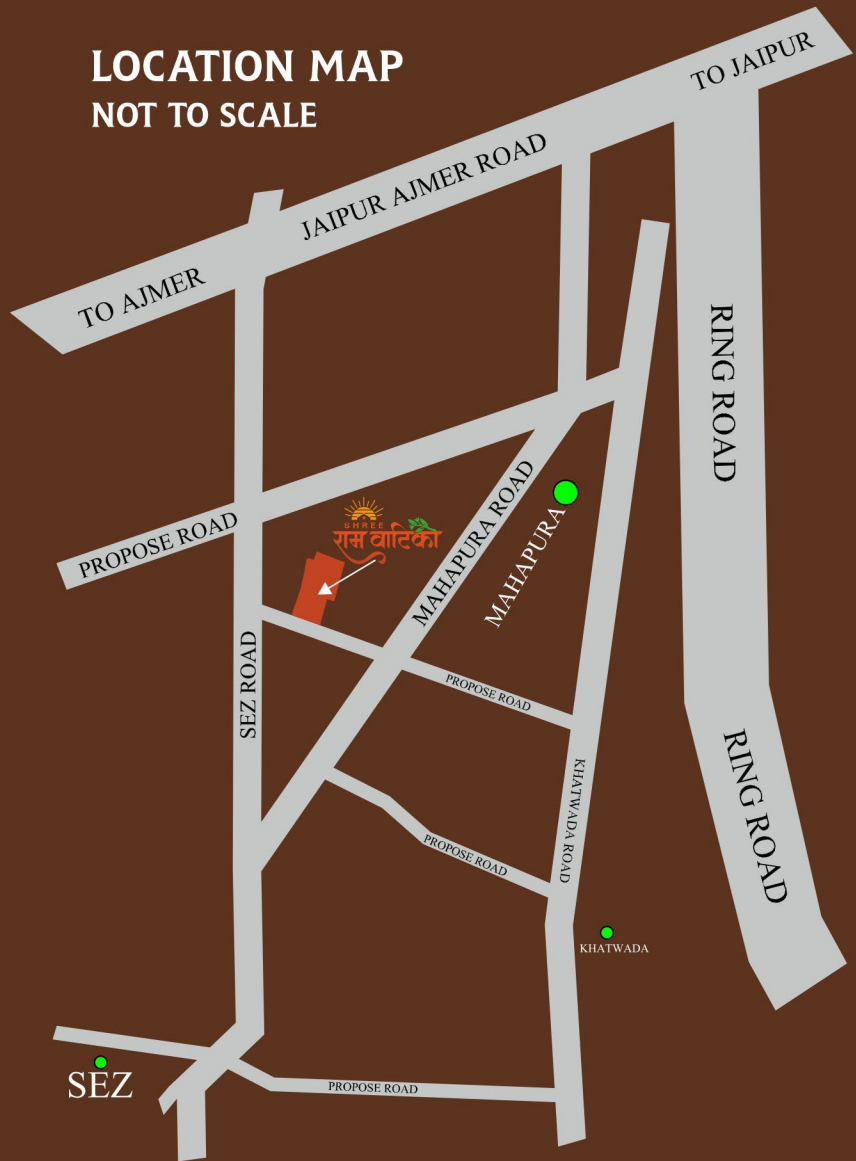 LOCATION MAP
NOT TO SCALE
TO JAIPUR
JAIPUR AJMER ROAD
TO AJMER
RING ROAD
PROPOSE ROAD
SHREE
राम वाटिका
MAHAPURA ROAD
MAHAPURA
SEZ ROAD
PROPOSE ROAD
KHATWADA ROAD
RING ROAD
PROPOSE ROAD
KHATWADA
SEZ
PROPOSE ROAD